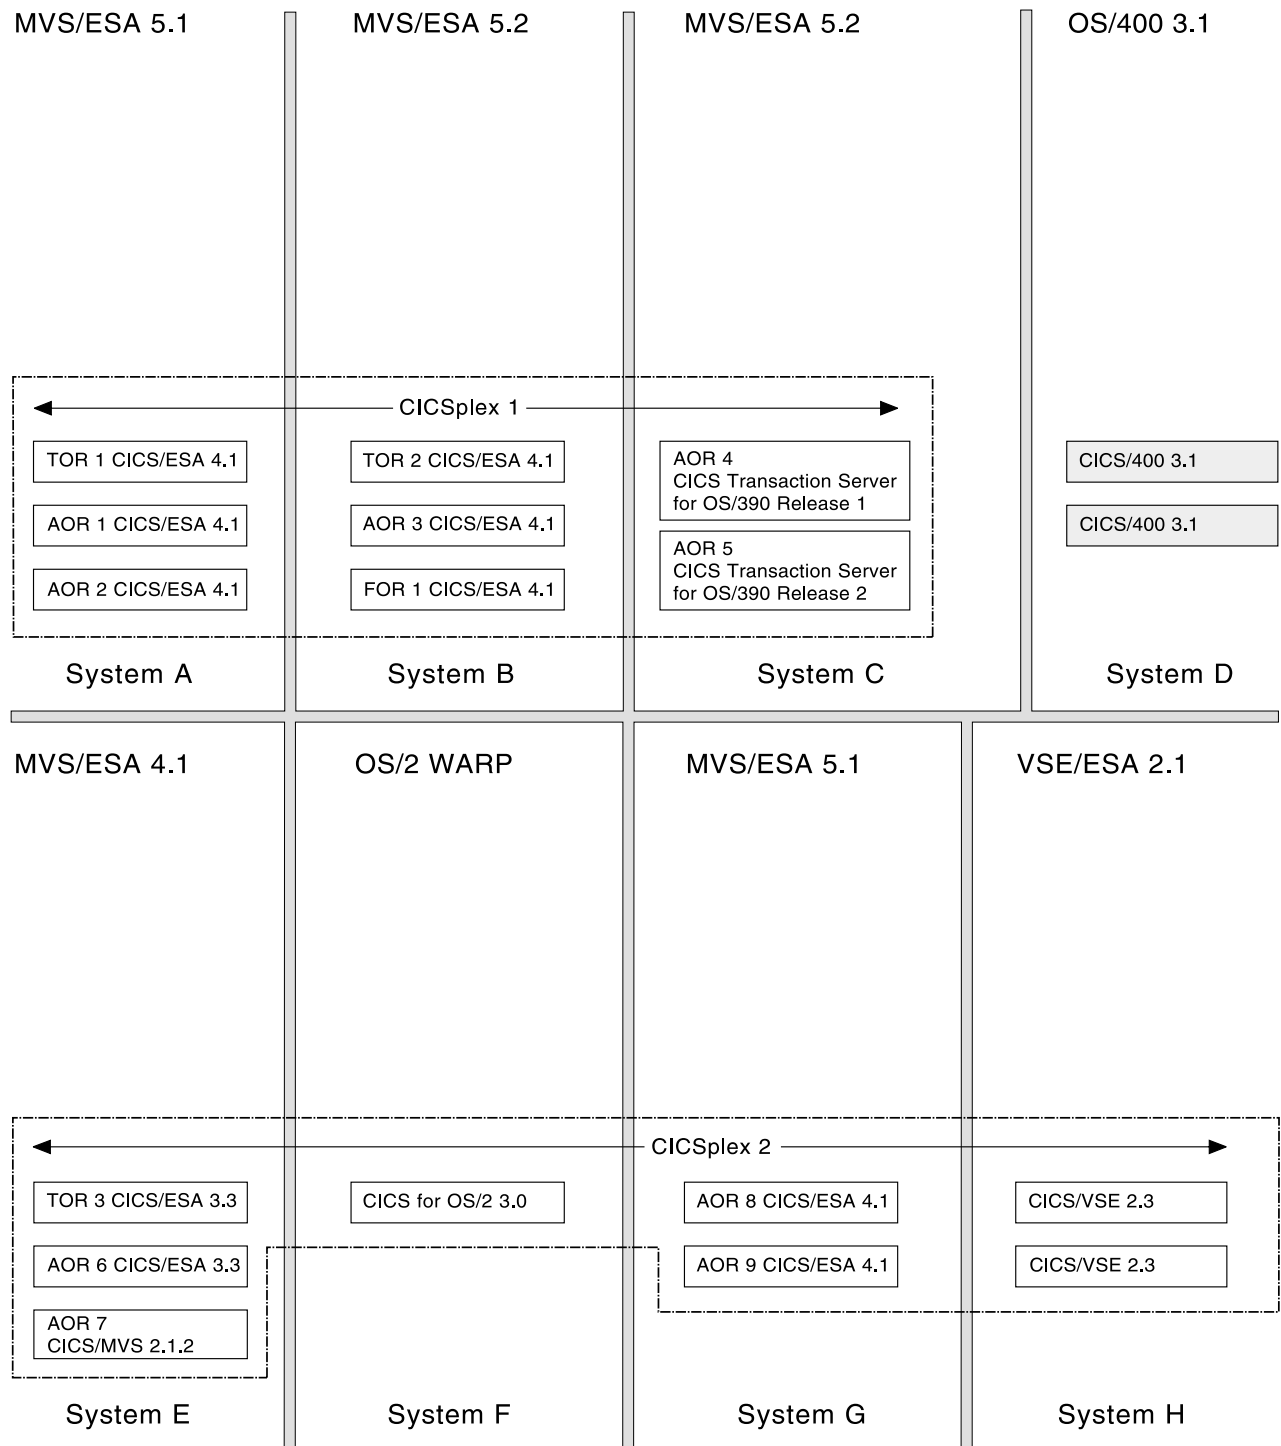 MVS/ESA 5.1
MVS/ESA 5.2
MVS/ESA 5.2
OS/400 3.1
CICSplex 1
TOR 1 CICS/ESA 4.1
AOR 1 CICS/ESA 4.1
AOR 2 CICS/ESA 4.1
TOR 2 CICS/ESA 4.1
AOR 3 CICS/ESA 4.1
FOR 1 CICS/ESA 4.1
AOR 4
CICS Transaction Server
for OS/390 Release 1
AOR 5
CICS Transaction Server
for OS/390 Release 2
CICS/400 3.1
CICS/400 3.1
System A
System B
System C
System D
MVS/ESA 4.1
OS/2 WARP
MVS/ESA 5.1
VSE/ESA 2.1
CICSplex 2
TOR 3 CICS/ESA 3.3
AOR 6 CICS/ESA 3.3
AOR 7
CICS/MVS 2.1.2
CICS for OS/2 3.0
AOR 8 CICS/ESA 4.1
AOR 9 CICS/ESA 4.1
CICS/VSE 2.3
CICS/VSE 2.3
System E
System F
System G
System H